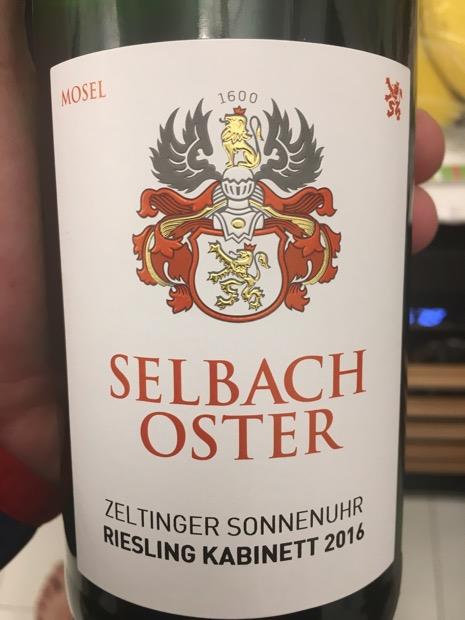 MOSEL
1600
SELBACH
OSTER
ZELTINGER SONNENUHR
RIESLING KABINETT 2016